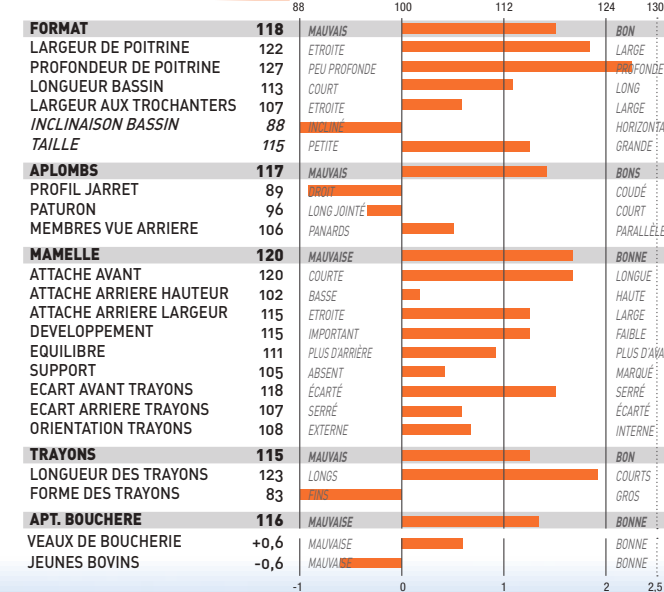 88 100 112 124 130
FORMAT 118 MAUVAIS BON
LARGEUR DE POITRINE 122 ETROITE LARGE
PROFONDEUR DE POITRINE 127 PEU PROFONDE PROFONDE
LONGUEUR BASSIN 113 COURT LONG
LARGEUR AUX TROCHANTERS 107 ETROITE LARGE
INCLINAISON BASSIN 88 INCLINÉ HORIZONTA
TAILLE 115 PETITE GRANDE
APLOMBS 117 MAUVAIS BONS
PROFIL JARRET 89 DROIT COUDÉ
PATURON 96 LONG JOINTÉ COURT
MEMBRES VUE ARRIERE 106 PANARDS PARALLÈLE
MAMELLE 120 MAUVAISE BONNE
ATTACHE AVANT 120 COURTE LONGUE
ATTACHE ARRIERE HAUTEUR 102 BASSE HAUTE
ATTACHE ARRIERE LARGEUR 115 ETROITE LARGE
DEVELOPPEMENT 115 IMPORTANT FAIBLE
EQUILIBRE 111 PLUS D'ARRIÈRE PLUS D'AVA
SUPPORT 105 ABSENT MARQUÉ
ECART AVANT TRAYONS 118 ÉCARTÉ SERRÉ
ECART ARRIERE TRAYONS 107 SERRÉ ÉCARTÉ
ORIENTATION TRAYONS 108 EXTERNE INTERNE
TRAYONS 115 MAUVAIS BON
LONGUEUR DES TRAYONS 123 LONGS COURTS
FORME DES TRAYONS 83 FINS GROS
APT. BOUCHERE 116 MAUVAISE BONNE
VEAUX DE BOUCHERIE +0,6 MAUVAISE BONNE
JEUNES BOVINS -0,6 MAUVAISE BONNE
-1 0 1 2 2,5